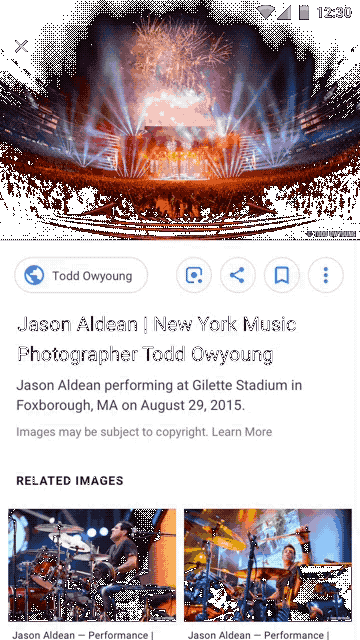 12:30
Todd Owyoung
Jason Aldean | New York Music
Photographer Todd Owyoung
Jason Aldean performing at Gilette Stadium in
Foxborough, MA on August 29, 2015.
Images may be subject to copyright. Learn More
RELATED IMAGES
Jason Aldean — Performance |
Jason Aldean — Performance |